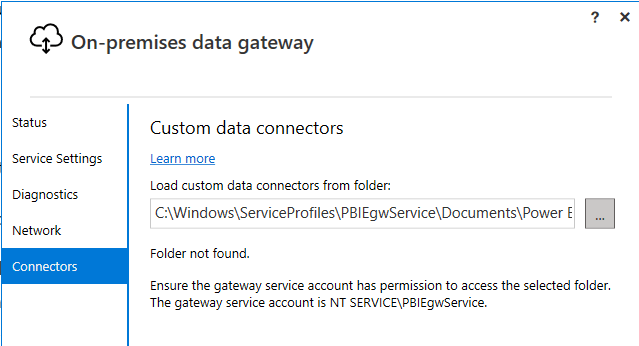 ? ×
On-premises data gateway
Status
Service Settings
Diagnostics
Network
Connectors
Custom data connectors
Learn more
Load custom data connectors from folder:
C:\Windows\ServiceProfiles\PBIEgwService\Documents\Power
...
Folder not found.
Ensure the gateway service account has permission to access the selected folder.
The gateway service account is NT SERVICE\PBIEgwService.